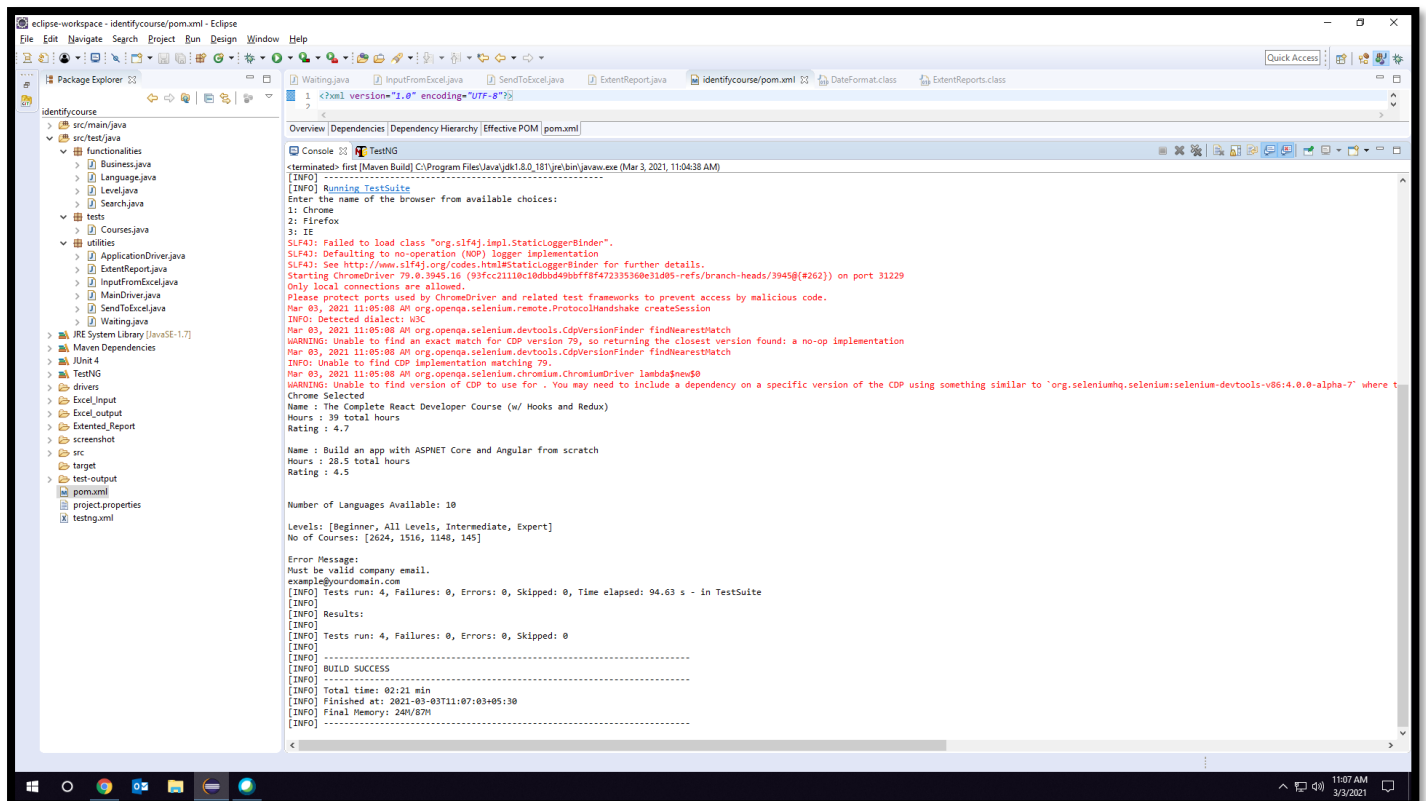 eclipse-workspace - identifycourse/pom.xml - Eclipse
File Edit Navigate Search Project Run Design Window Help
Quick Access
Package Explorer
Waiting.java InputFromExcel.java SendToExcel.java ExtentReport.java identifycourse/pom.xml DateFormat.class ExtentReports.class
1 <?xml version="1.0" encoding="UTF-8"?>
2
Overview Dependencies Dependency Hierarchy Effective POM pom.xml
identifycourse
src/main/java
src/test/java
functionalities
Business.java
Language.java
Level.java
Search.java
tests
Courses.java
utilities
ApplicationDriver.java
ExtentReport.java
InputFromExcel.java
MainDriver.java
SendToExcel.java
Waiting.java
JRE System Library [JavaSE-1.7]
Maven Dependencies
JUnit 4
TestNG
drivers
Excel_Input
Excel_output
Extented_Report
screenshot
src
target
test-output
pom.xml
project.properties
testng.xml
Console TestNG
<terminated> first [Maven Build] C:\Program Files\Java\jdk1.8.0_181\jre\bin\javaw.exe (Mar 3, 2021, 11:04:38 AM)
[INFO] -------------------------------------------------------
[INFO] Running TestSuite
Enter the name of the browser from available choices:
1: Chrome
2: Firefox
3: IE
SLF4J: Failed to load class "org.slf4j.impl.StaticLoggerBinder".
SLF4J: Defaulting to no-operation (NOP) logger implementation
SLF4J: See http://www.slf4j.org/codes.html#StaticLoggerBinder for further details.
Starting ChromeDriver 79.0.3945.16 (93fcc21110c10dbbd49bbff8f472335360e31d05-refs/branch-heads/3945@{#262}) on port 31229
Only local connections are allowed.
Please protect ports used by ChromeDriver and related test frameworks to prevent access by malicious code.
Mar 03, 2021 11:05:08 AM org.openqa.selenium.remote.ProtocolHandshake createSession
INFO: Detected dialect: W3C
Mar 03, 2021 11:05:08 AM org.openqa.selenium.devtools.CdpVersionFinder findNearestMatch
WARNING: Unable to find an exact match for CDP version 79, so returning the closest version found: a no-op implementation
Mar 03, 2021 11:05:08 AM org.openqa.selenium.devtools.CdpVersionFinder findNearestMatch
INFO: Unable to find CDP implementation matching 79.
Mar 03, 2021 11:05:08 AM org.openqa.selenium.chromium.ChromiumDriver lambda$new$0
WARNING: Unable to find version of CDP to use for . You may need to include a dependency on a specific version of the CDP using something similar to `org.seleniumhq.selenium:selenium-devtools-v86:4.0.0-alpha-7` where t
Chrome Selected
Name : The Complete React Developer Course (w/ Hooks and Redux)
Hours : 39 total hours
Rating : 4.7
Name : Build an app with ASPNET Core and Angular from scratch
Hours : 28.5 total hours
Rating : 4.5
Number of Languages Available: 10
Levels: [Beginner, All Levels, Intermediate, Expert]
No of Courses: [2624, 1516, 1148, 145]
Error Message:
Must be valid company email.
example@yourdomain.com
[INFO] Tests run: 4, Failures: 0, Errors: 0, Skipped: 0, Time elapsed: 94.63 s - in TestSuite
[INFO]
[INFO] Results:
[INFO]
[INFO] Tests run: 4, Failures: 0, Errors: 0, Skipped: 0
[INFO]
[INFO] ------------------------------------------------------------------------
[INFO] BUILD SUCCESS
[INFO] ------------------------------------------------------------------------
[INFO] Total time: 02:21 min
[INFO] Finished at: 2021-03-03T11:07:03+05:30
[INFO] Final Memory: 24M/87M
[INFO] ------------------------------------------------------------------------
11:07 AM
3/3/2021